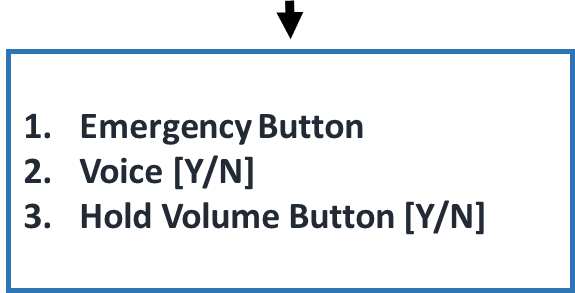 1. Emergency Button
2. Voice [Y/N]
3. Hold Volume Button [Y/N]